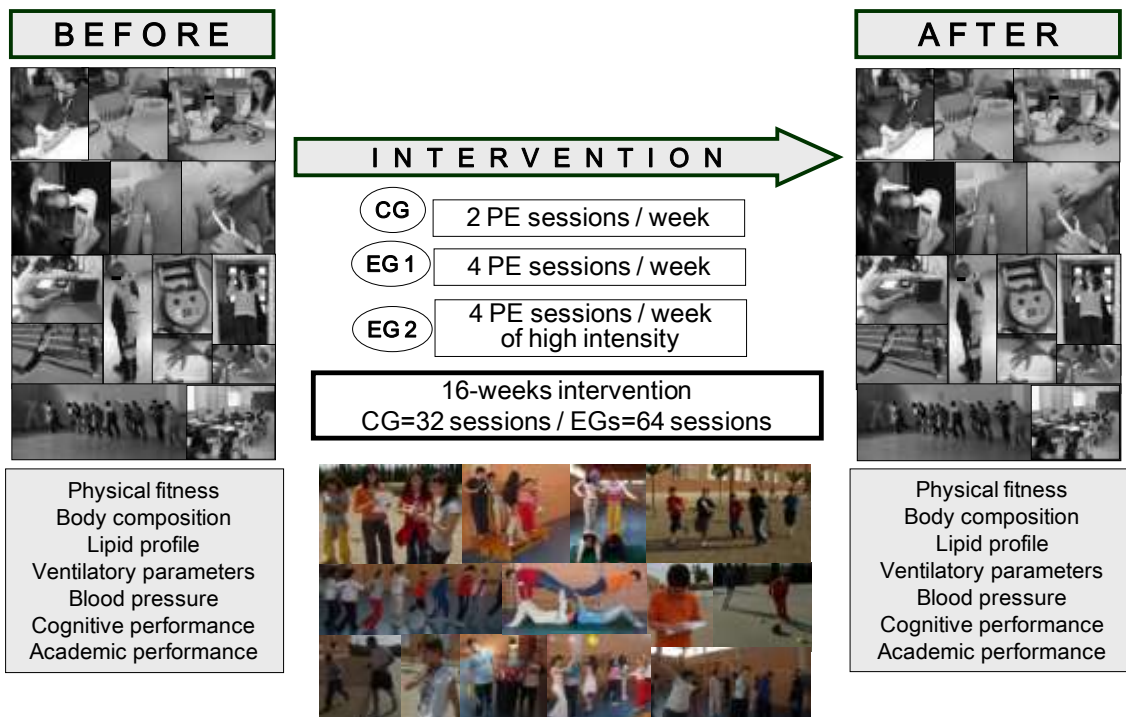 BEFORE
AFTER
INTERVENTION
CG
2 PE sessions / week
EG 1
4 PE sessions / week
EG 2
4 PE sessions / week
of high intensity
16-weeks intervention
CG=32 sessions / EGs=64 sessions
Physical fitness
Body composition
Lipid profile
Ventilatory parameters
Blood pressure
Cognitive performance
Academic performance
Physical fitness
Body composition
Lipid profile
Ventilatory parameters
Blood pressure
Cognitive performance
Academic performance